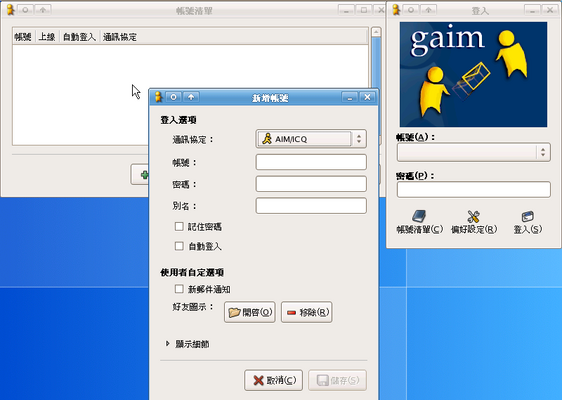 帳號清單
帳號 上線 自動登入 通訊協定
新增帳號
登入選項
通訊協定：
AIM/ICQ
帳號：
密碼：
別名：
記住密碼
自動登入
使用者自定選項
新郵件通知
好友圖示：
開啟(O)
移除(R)
顯示細節
取消(C)
儲存(S)
登入
gaim
帳號(A)：
密碼(P)：
帳號清單(C)
偏好設定(R)
登入(S)